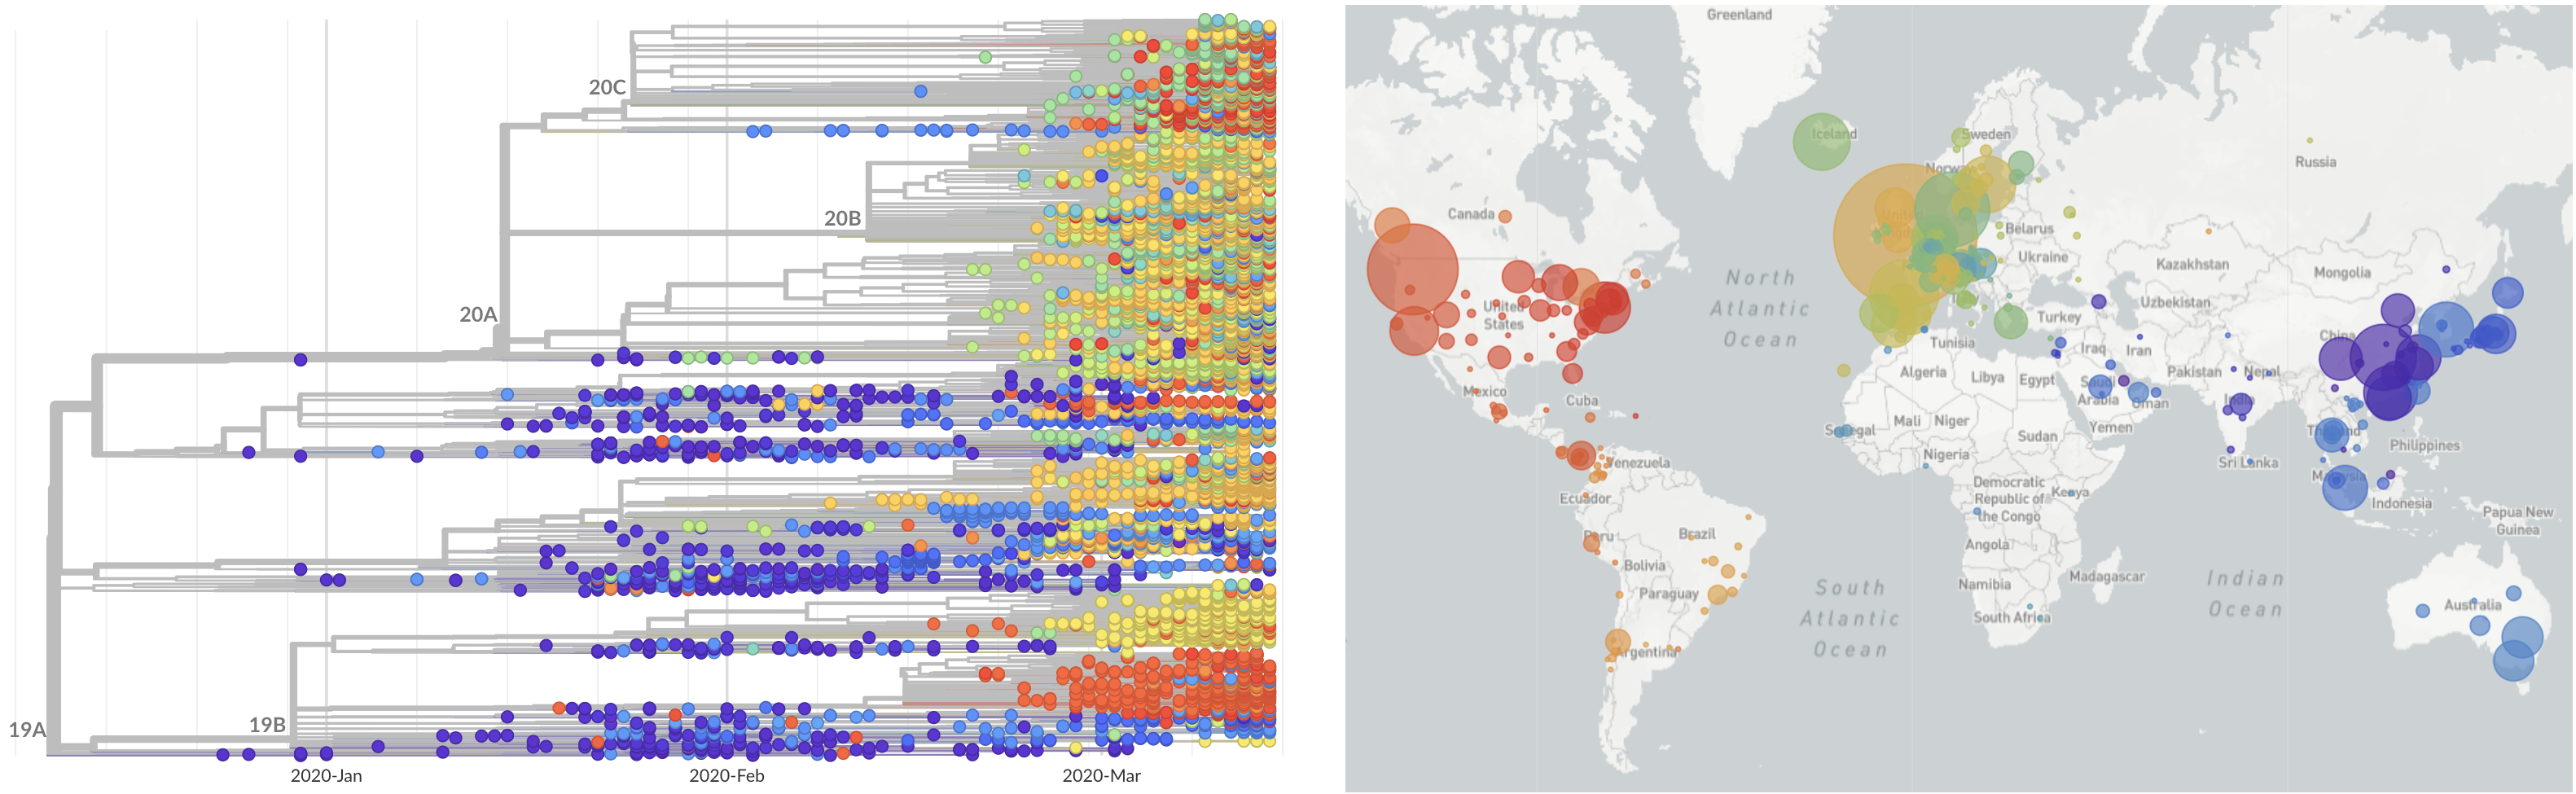 20C
20B
20A
19B
19A
2020-Jan
2020-Feb
2020-Mar
Greenland
Iceland
Sweden
Norway
Russia
Canada
Belarus
Ukraine
Kazakhstan
Mongolia
North
Atlantic
Ocean
United
States
Uzbekistan
Turkey
China
Tunisia
Iraq
Iran
Algeria
Libya
Egypt
Pakistan
Nepal
Mexico
Cuba
Saudi
Arabia
Oman
India
Mali
Niger
Senegal
Sudan
Yemen
Thailand
Philippines
Nigeria
Venezuela
Sri Lanka
Malaysia
Ecuador
Democratic
Republic of
the Congo
Kenya
Indonesia
Papua New
Guinea
Peru
Brazil
Angola
Bolivia
Namibia
Madagascar
South
Atlantic
Ocean
Indian
Ocean
Paraguay
South Africa
Australia
Argentina